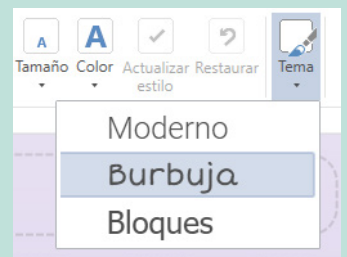 A A
Tamaño Color Actualizar estilo Restaurar Tema
Moderno
Burbuja
Bloques